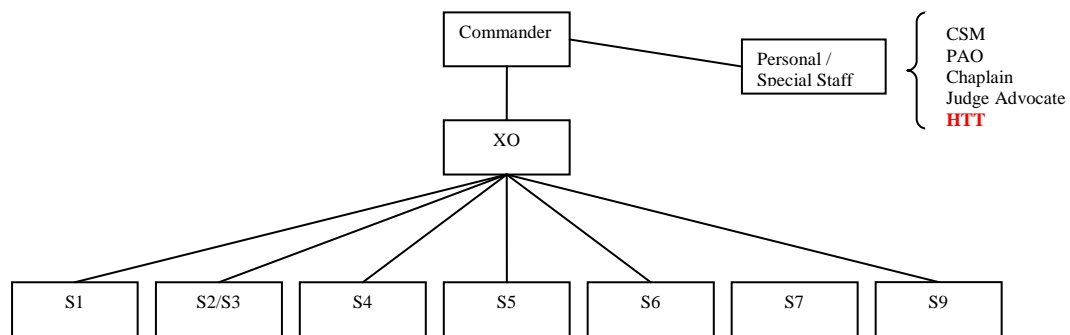 Commander
Personal /
Special Staff
CSM
PAO
Chaplain
Judge Advocate
HTT
XO
S1
S2/S3
S4
S5
S6
S7
S9